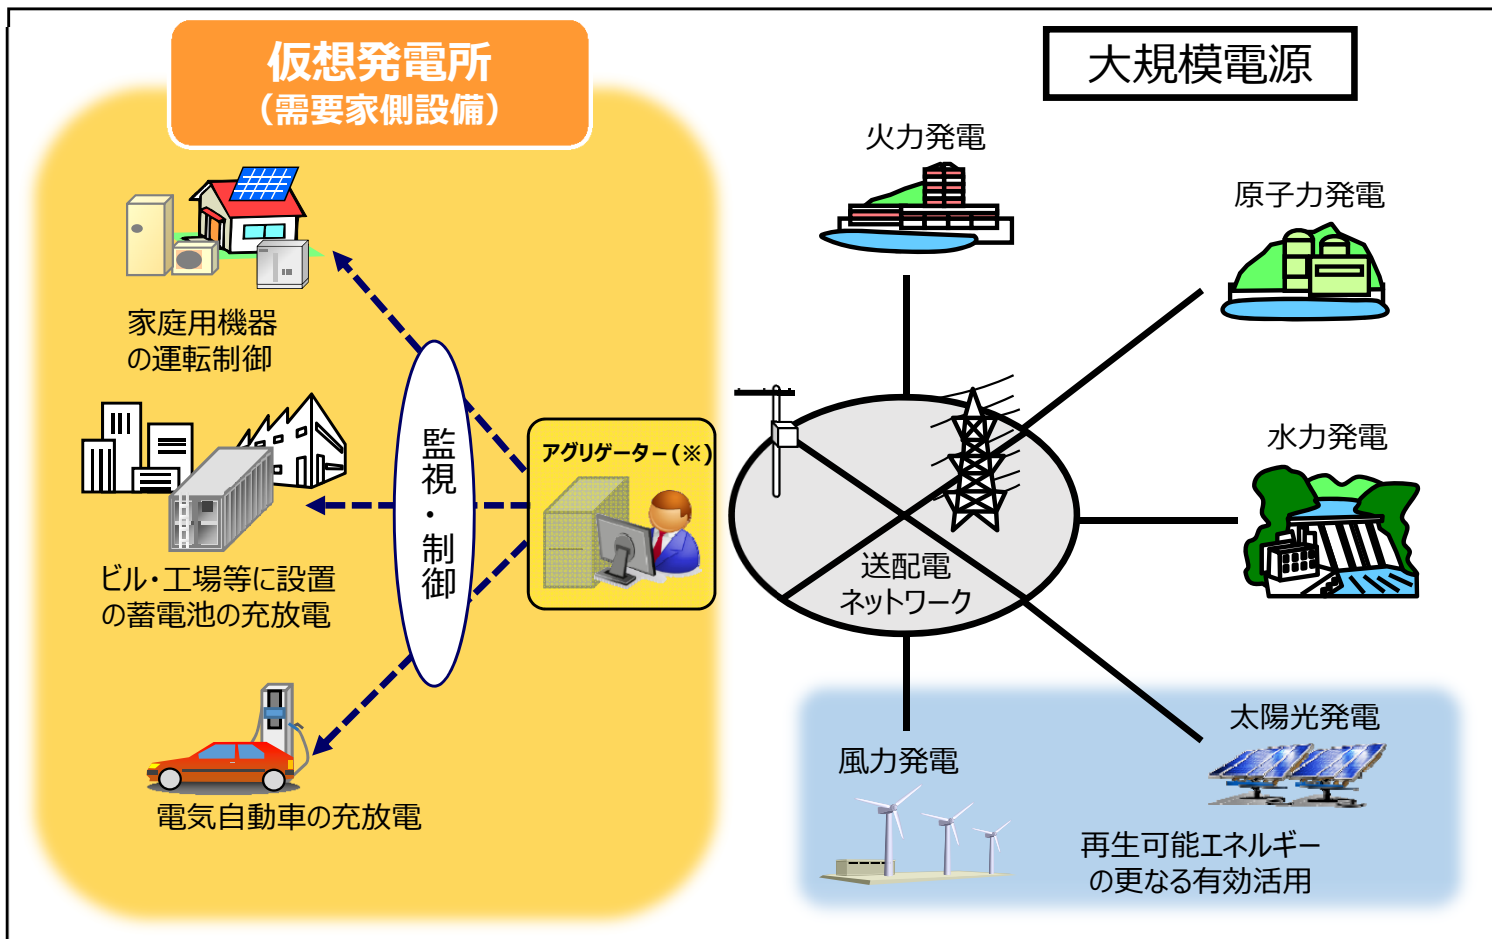 仮想発電所
（需要家側設備）
家庭用機器
の運転制御
ビル・工場等に設置
の蓄電池の充放電
電気自動車の充放電
監視・制御
アグリゲーター(※)
大規模電源
火力発電
原子力発電
水力発電
送配電
ネットワーク
太陽光発電
風力発電
再生可能エネルギー
の更なる有効活用